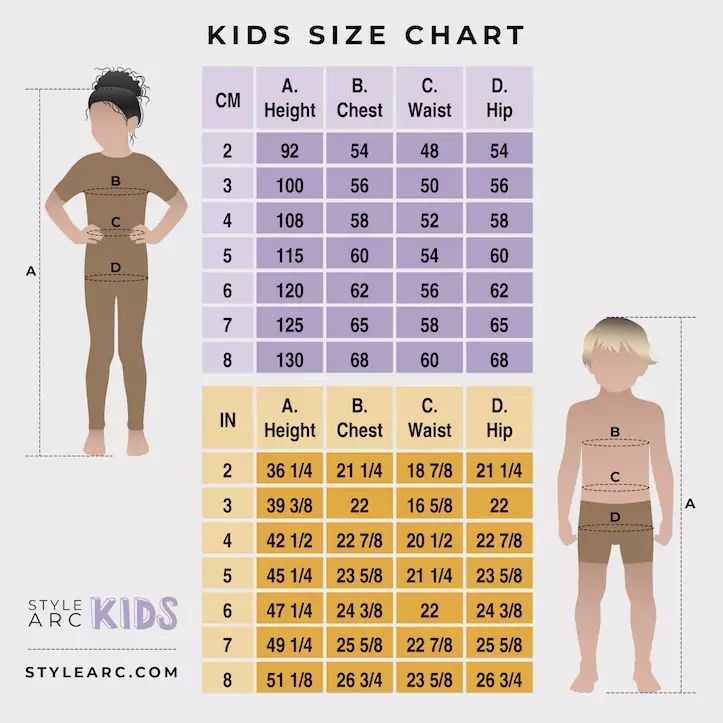 KIDS SIZE CHART
CM A. Height B. Chest C. Waist D. Hip
2 92 54 48 54
3 100 56 50 56
4 108 58 52 58
5 115 60 54 60
6 120 62 56 62
7 125 65 58 65
8 130 68 60 68
IN A. Height B. Chest C. Waist D. Hip
2 36 1/4 21 1/4 18 7/8 21 1/4
3 39 3/8 22 16 5/8 22
4 42 1/2 22 7/8 20 1/2 22 7/8
5 45 1/4 23 5/8 21 1/4 23 5/8
6 47 1/4 24 3/8 22 24 3/8
7 49 1/4 25 5/8 22 7/8 25 5/8
8 51 1/8 26 3/4 23 5/8 26 3/4
A
B
C
D
B
C
D
A
STYLE ARC KIDS
STYLEARC.COM